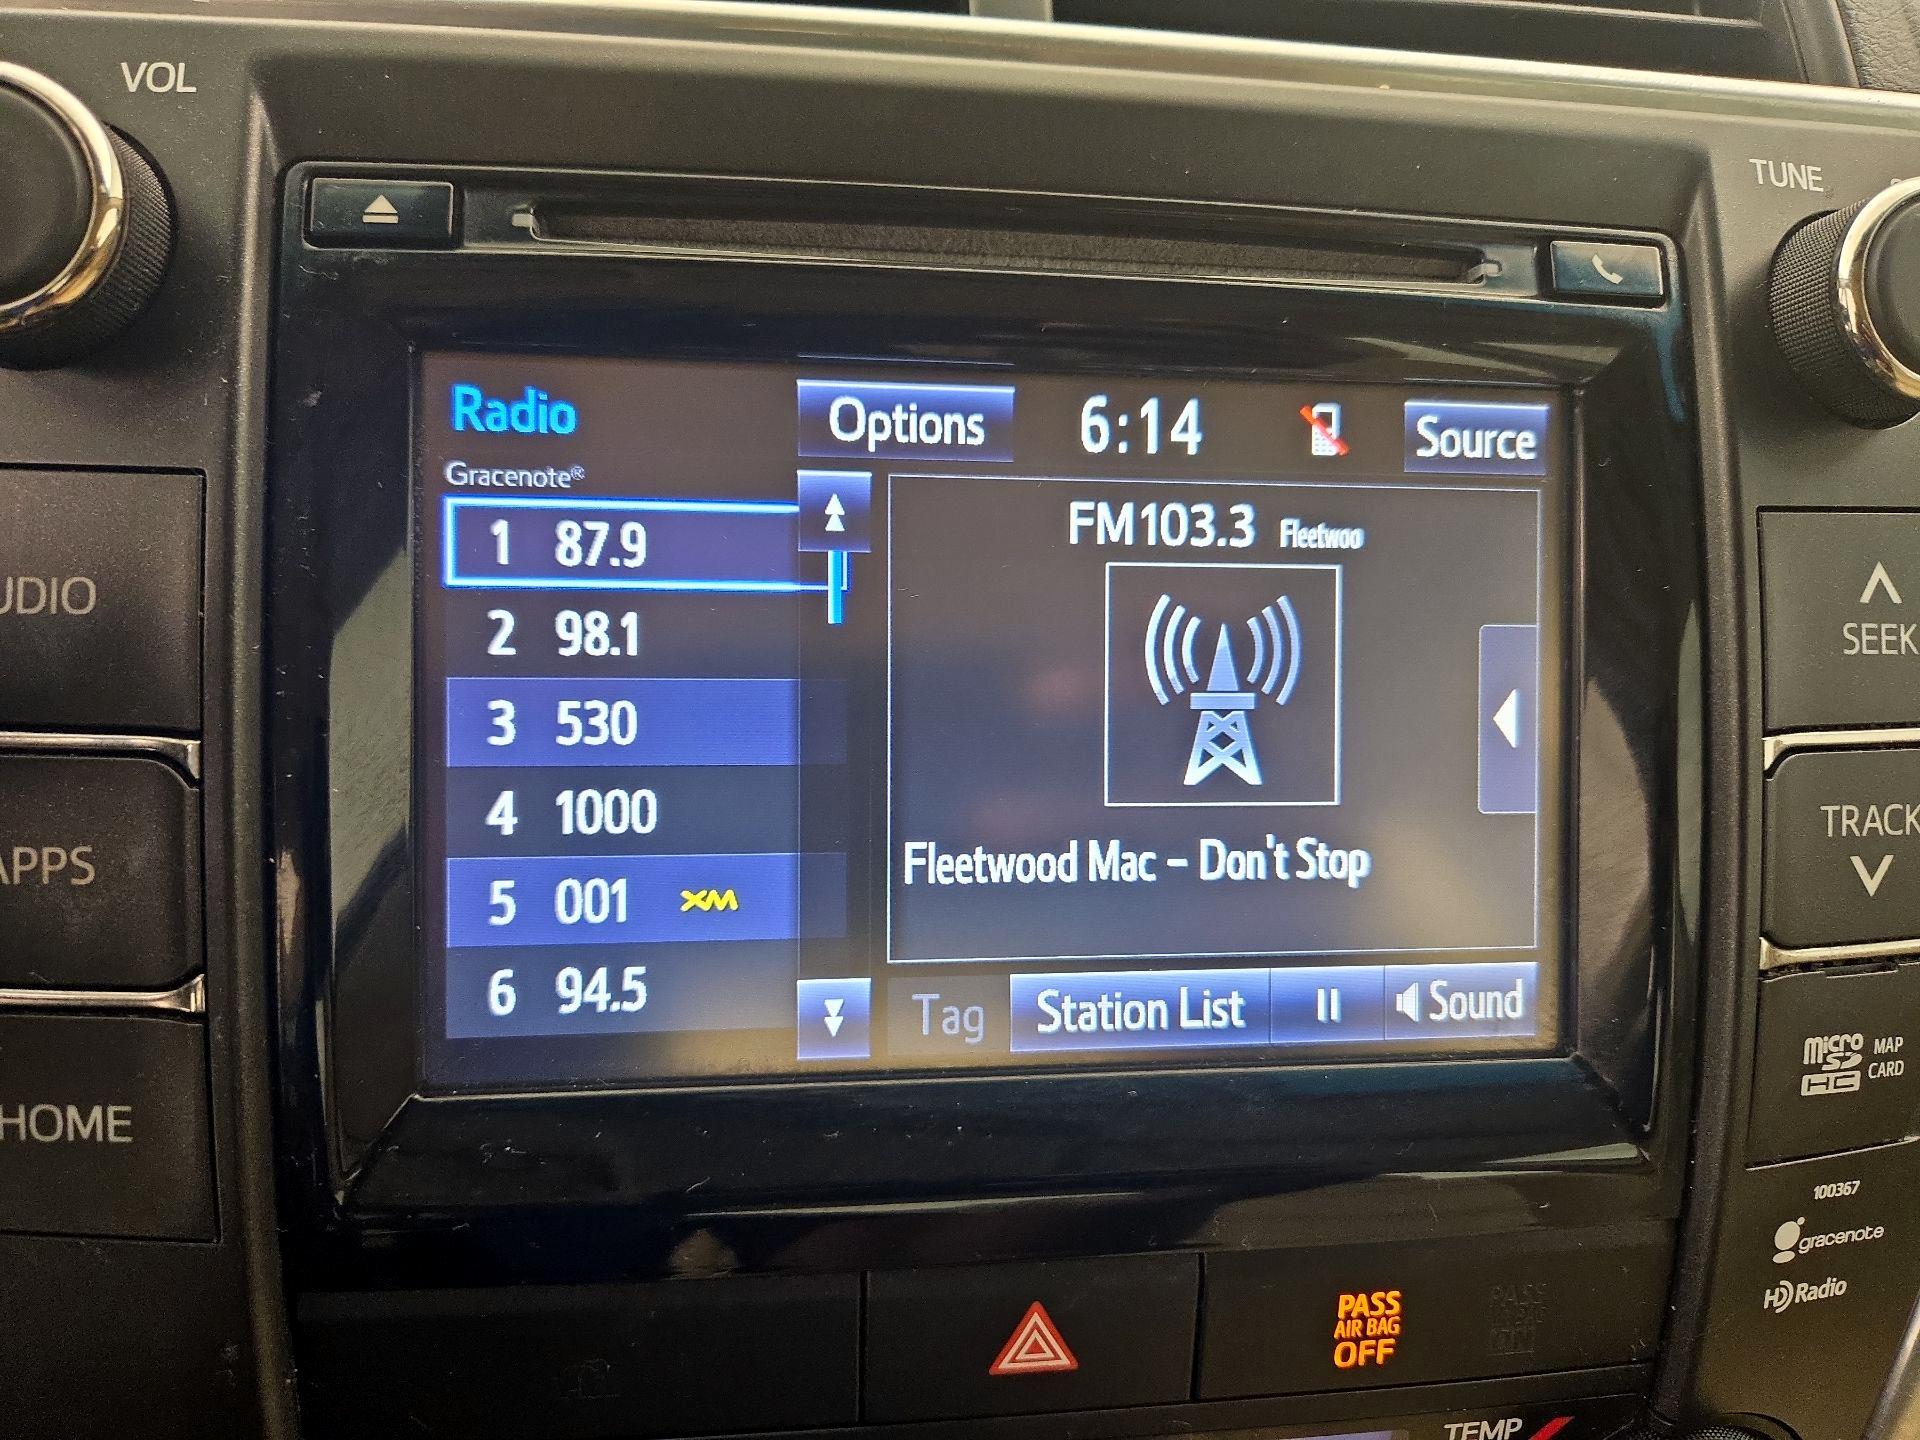 VOL
TUNE
Radio
Options
6:14
Source
Gracenote®
1 87.9
2 98.1
3 530
4 1000
5 001 XM
6 94.5
FM103.3 Fleetwoo
Fleetwood Mac – Don't Stop
Tag
Station List
Sound
UDIO
APPS
HOME
SEEK
TRACK
micro SD HC MAP CARD
100367
gracenote
HD Radio
PASS
AIR BAG
OFF
PASS
TEMP